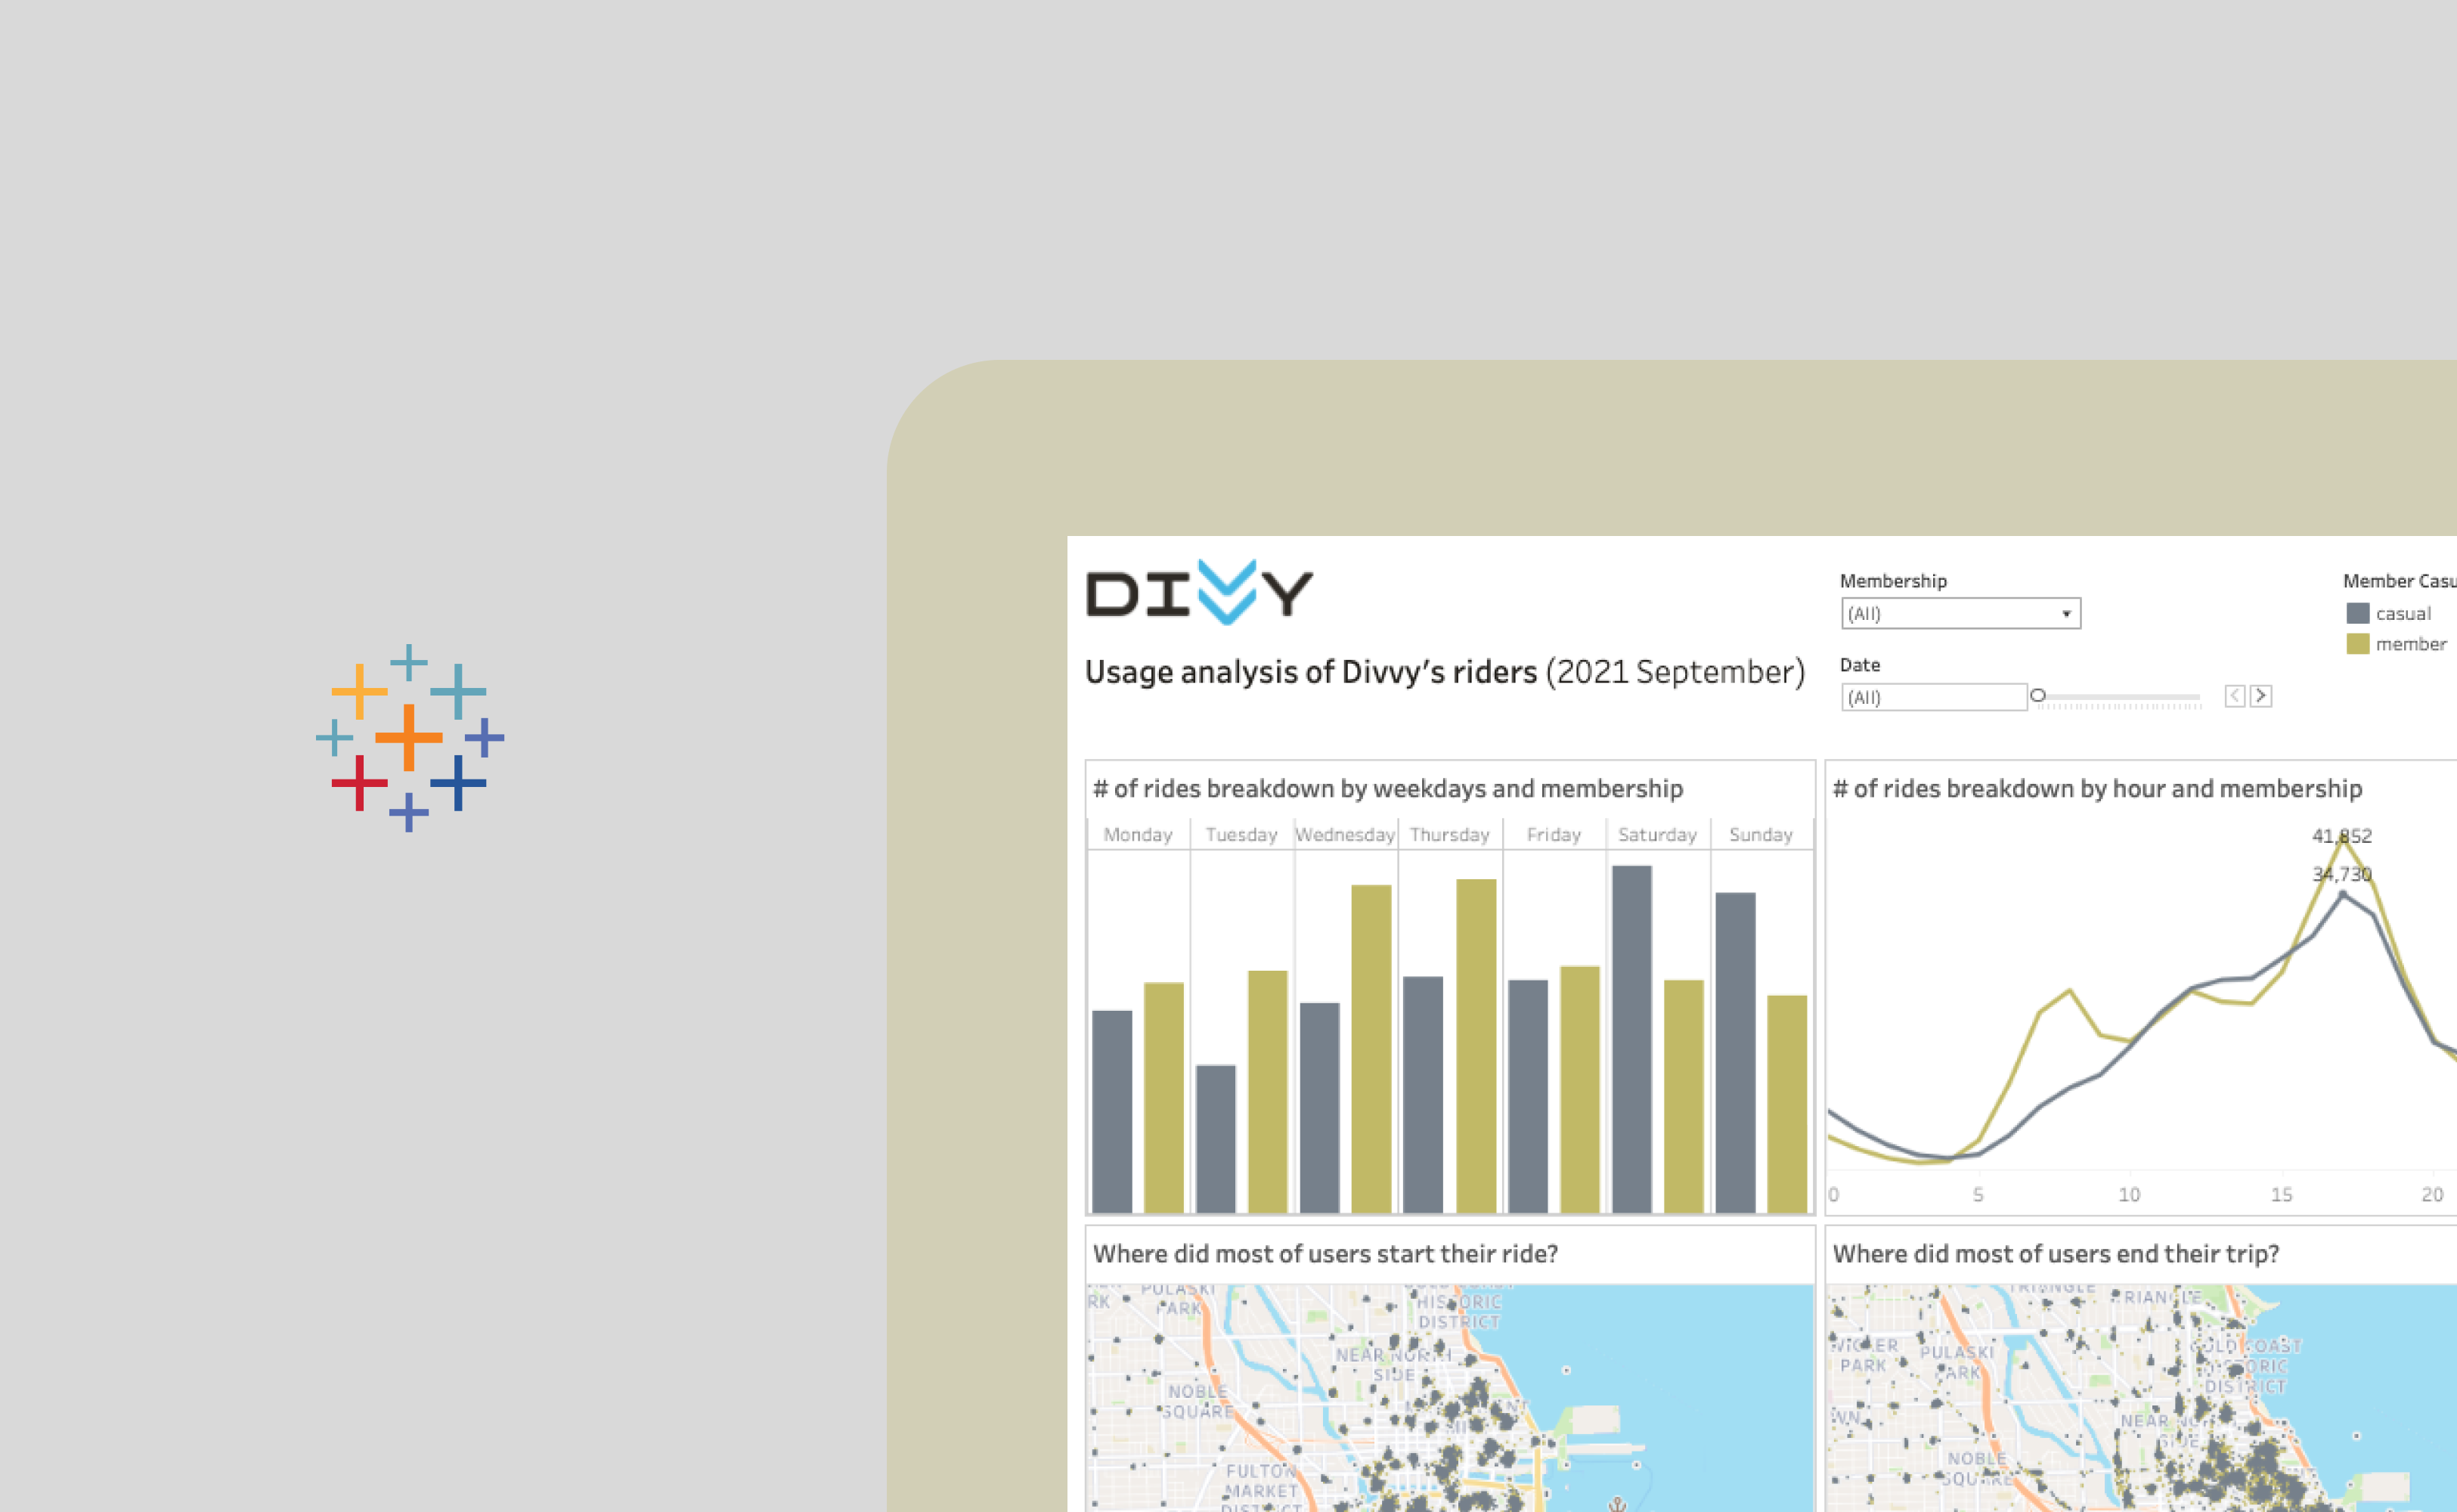 DIVVY
Usage analysis of Divvy's riders (2021 September)
Membership
(All)
Date
(All)
Member Casu
casual
member
# of rides breakdown by weekdays and membership
Monday Tuesday Wednesday Thursday Friday Saturday Sunday
# of rides breakdown by hour and membership
41,852
34,730
0 5 10 15 20
Where did most of users start their ride?
RK
PULASKI
PARK
HISTORIC
DISTRICT
NEAR NORTH
SIDE
NOBLE
SQUARE
FULTON
MARKET
DISTRICT
Where did most of users end their trip?
TRIANGLE
TRIANGLE
WICKER
PARK
PULASKI
PARK
GOLD COAST
HISTORIC
DISTRICT
WN
NEAR NOR
SIDE
NOBLE
SQUARE